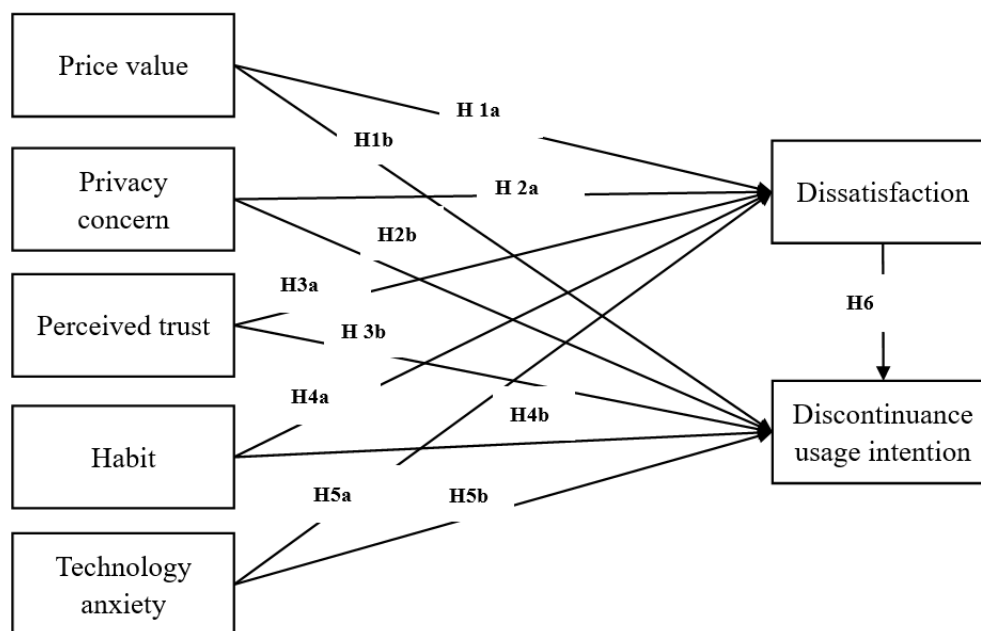 Price value
H 1a
H1b
Privacy
concern
H 2a
Dissatisfaction
H2b
Perceived trust
H3a
H 3b
H6
Habit
H4a
H4b
Discontinuance
usage intention
H5a
H5b
Technology
anxiety